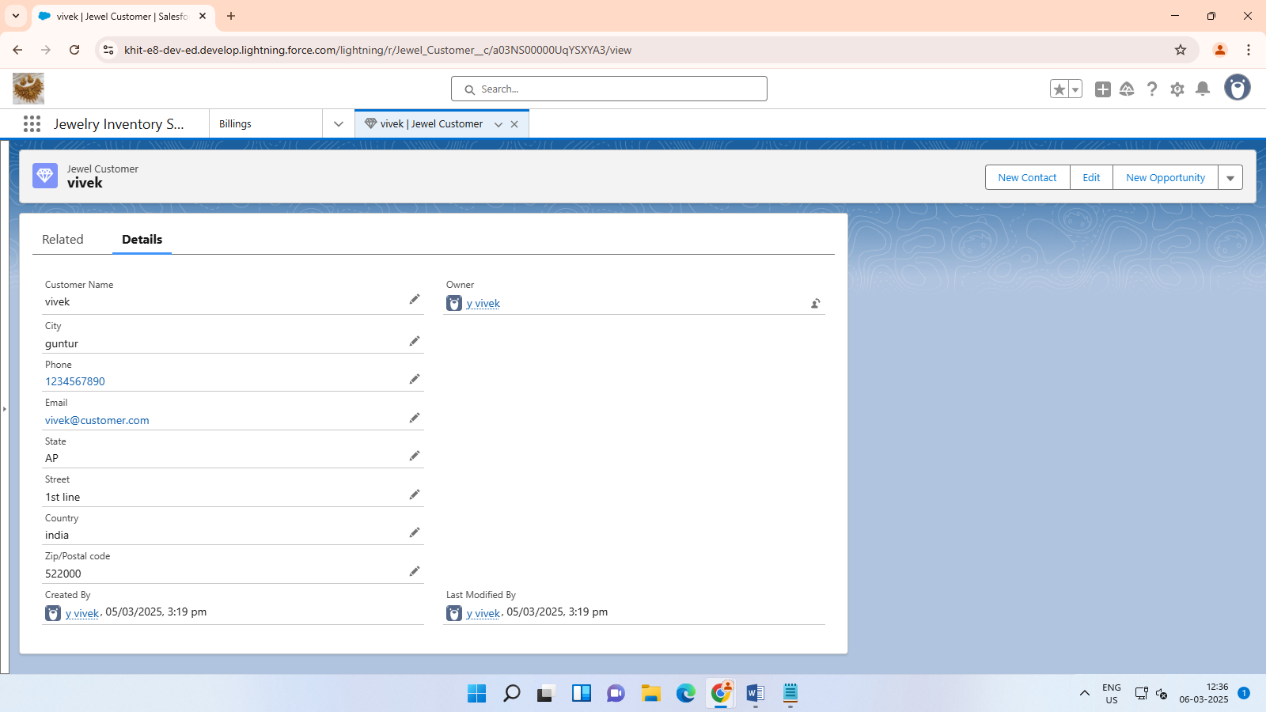 vivek | Jewel Customer | Salesfo
khit-e8-dev-ed.develop.lightning.force.com/lightning/r/Jewel_Customer__c/a03NS00000UqYSXYA3/view
Search...
Jewelry Inventory S...
Billings
vivek | Jewel Customer
Jewel Customer
vivek
New Contact
Edit
New Opportunity
Related
Details
Customer Name
vivek
Owner
y vivek
City
guntur
Phone
1234567890
Email
vivek@customer.com
State
AP
Street
1st line
Country
india
Zip/Postal code
522000
Created By
y vivek, 05/03/2025, 3:19 pm
Last Modified By
y vivek, 05/03/2025, 3:19 pm
ENG
US
12:36
06-03-2025
1